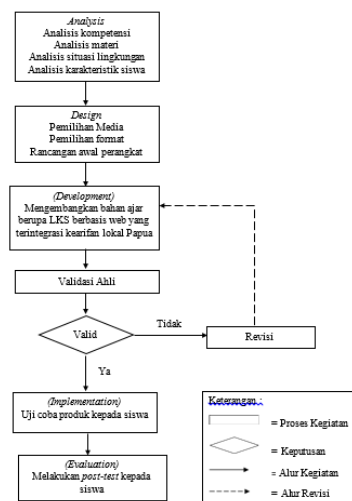 Analysis
Analisis kompetensi
Analisis materi
Analisis situasi lingkungan
Analisis karakteristik siswa
Design
Pemilihan Media
Pemilihan format
Rancangan awal perangkat
(Development)
Mengembangkan bahan ajar
berupa LKS berbasis web yang
terintegrasi kearifan lokal Papua
Validasi Ahli
Valid
Tidak
Revisi
Ya
(Implementation)
Uji coba produk kepada siswa
(Evaluation)
Melakukan post-test kepada
siswa
Keterangan :
= Proses Kegiatan
= Keputusan
= Alur Kegiatan
= Alur Revisi